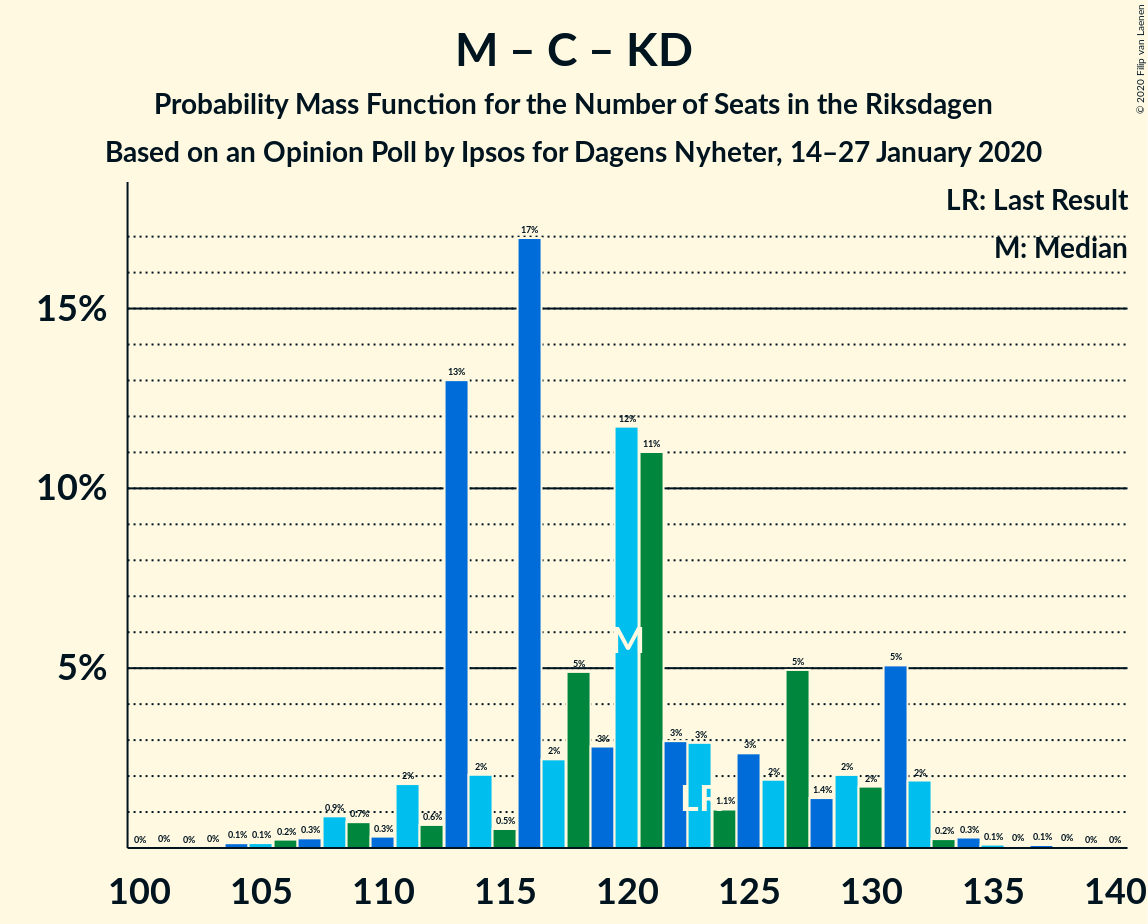 © 2020 Filip van Laenen
M – C – KD
Probability Mass Function for the Number of Seats in the Riksdagen
Based on an Opinion Poll by Ipsos for Dagens Nyheter, 14–27 January 2020
LR: Last Result
M: Median
15%
10%
5%
0% 0% 0% 0% 0.1% 0.1% 0.2% 0.3% 0.9% 0.7% 0.3% 2% 0.6% 13% 2% 0.5% 17% 2% 5% 3% 12% 11% 3% 3% 1.1% 3% 2% 5% 1.4% 2% 2% 5% 2% 0.2% 0.3% 0.1% 0% 0.1% 0% 0% 0%
M
LR
100 105 110 115 120 125 130 135 140